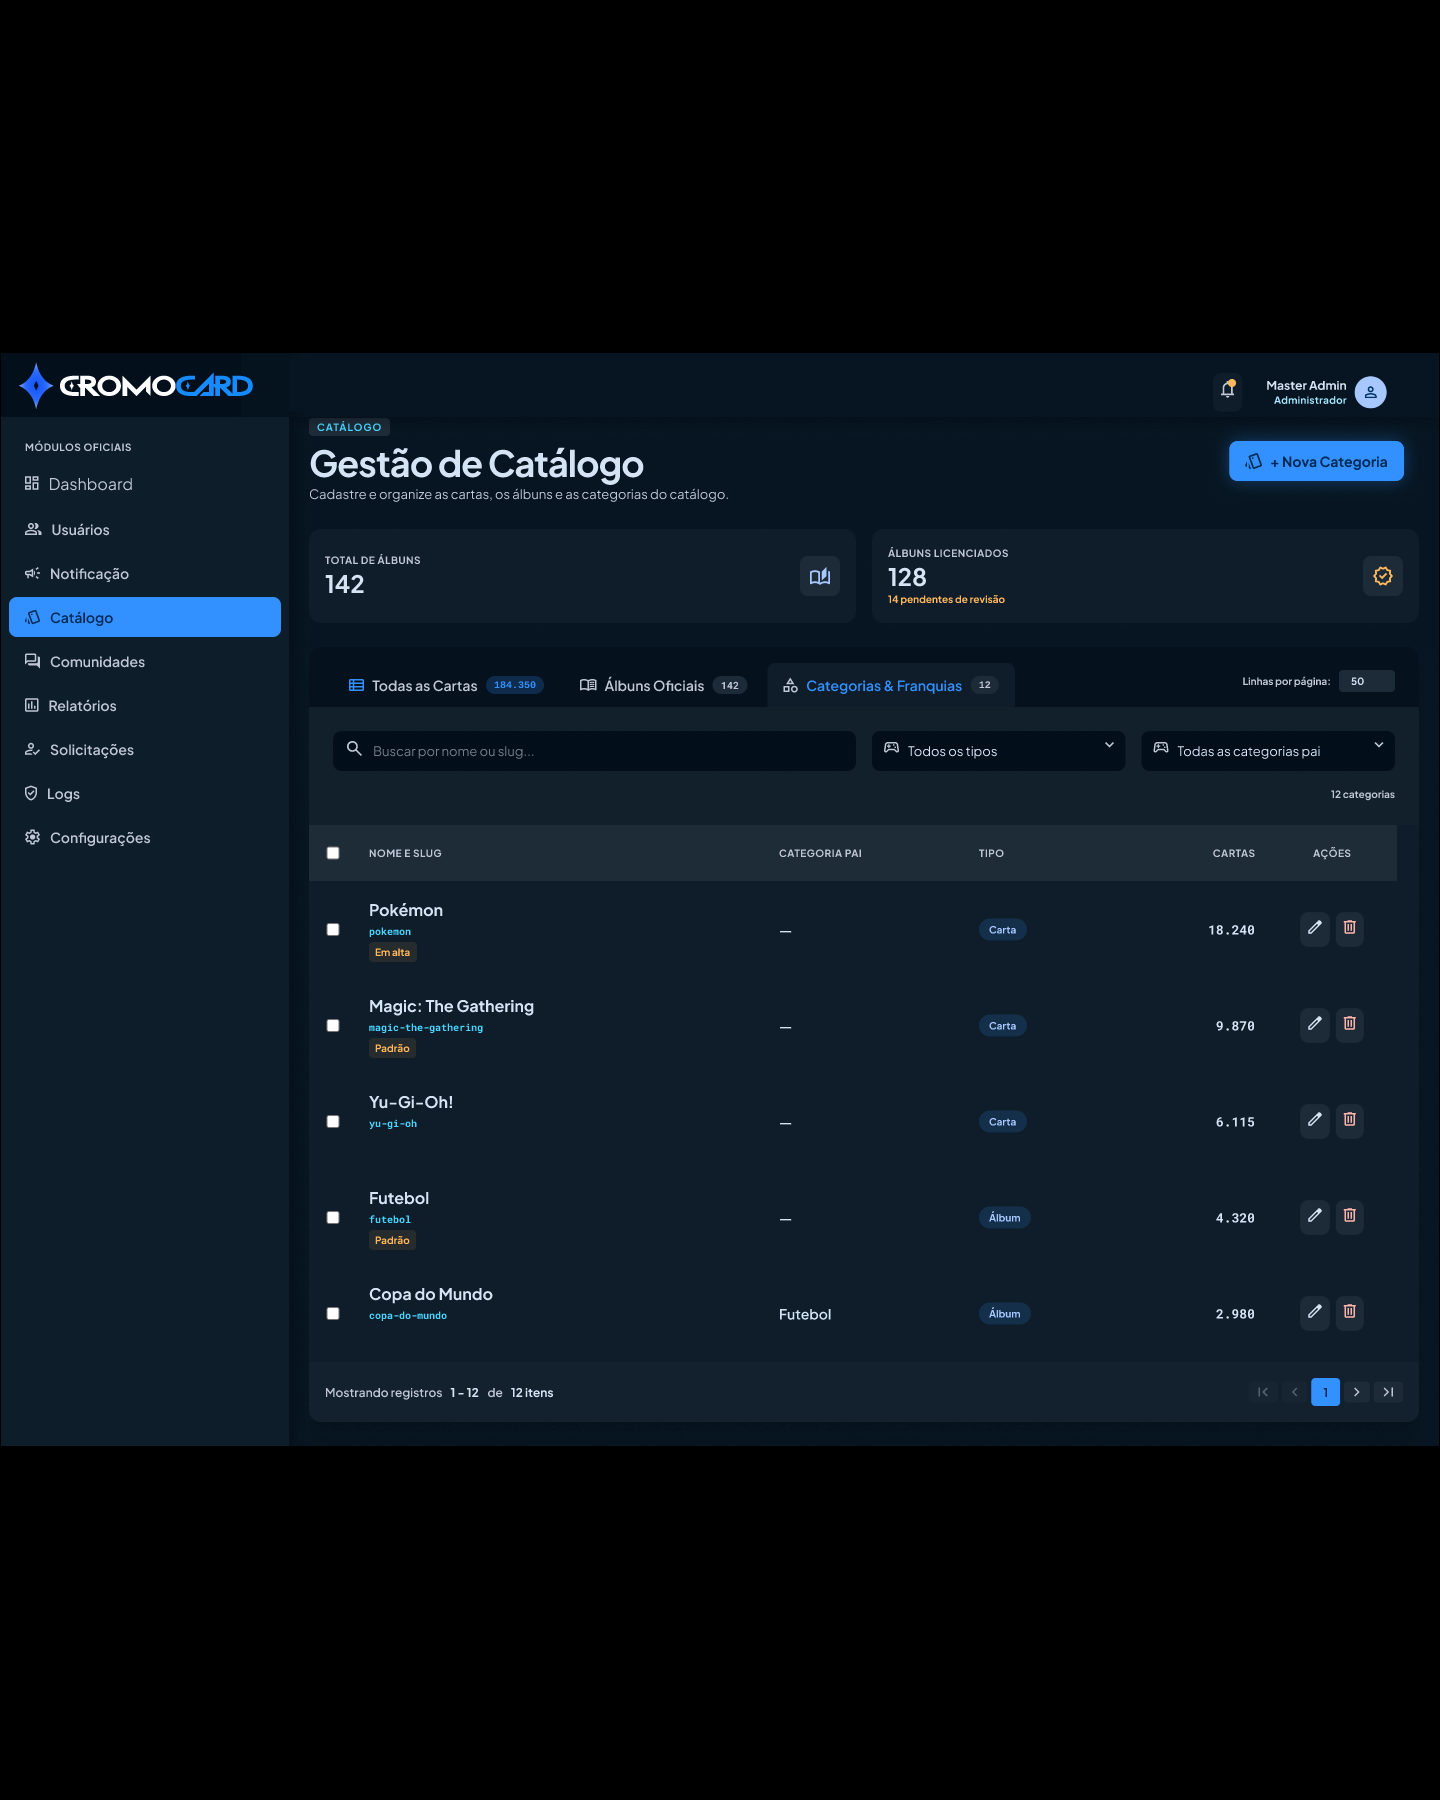 CROMOCARD
Master Admin
Administrador
MÓDULOS OFICIAIS
Dashboard
Usuários
Notificação
Catálogo
Comunidades
Relatórios
Solicitações
Logs
Configurações
CATÁLOGO
Gestão de Catálogo
Cadastre e organize as cartas, os álbuns e as categorias do catálogo.
+ Nova Categoria
TOTAL DE ÁLBUNS
142
ÁLBUNS LICENCIADOS
128
14 pendentes de revisão
Todas as Cartas 184.350
Álbuns Oficiais 142
Categorias & Franquias 12
Linhas por página: 50
Buscar por nome ou slug...
Todos os tipos
Todas as categorias pai
12 categorias
NOME E SLUG CATEGORIA PAI TIPO CARTAS AÇÕES
Pokémon
pokemon
Em alta
— Carta 18.240
Magic: The Gathering
magic-the-gathering
Padrão
— Carta 9.870
Yu-Gi-Oh!
yu-gi-oh
— Carta 6.115
Futebol
futebol
Padrão
— Álbum 4.320
Copa do Mundo
copa-do-mundo
Futebol Álbum 2.980
Mostrando registros 1 - 12 de 12 itens
1